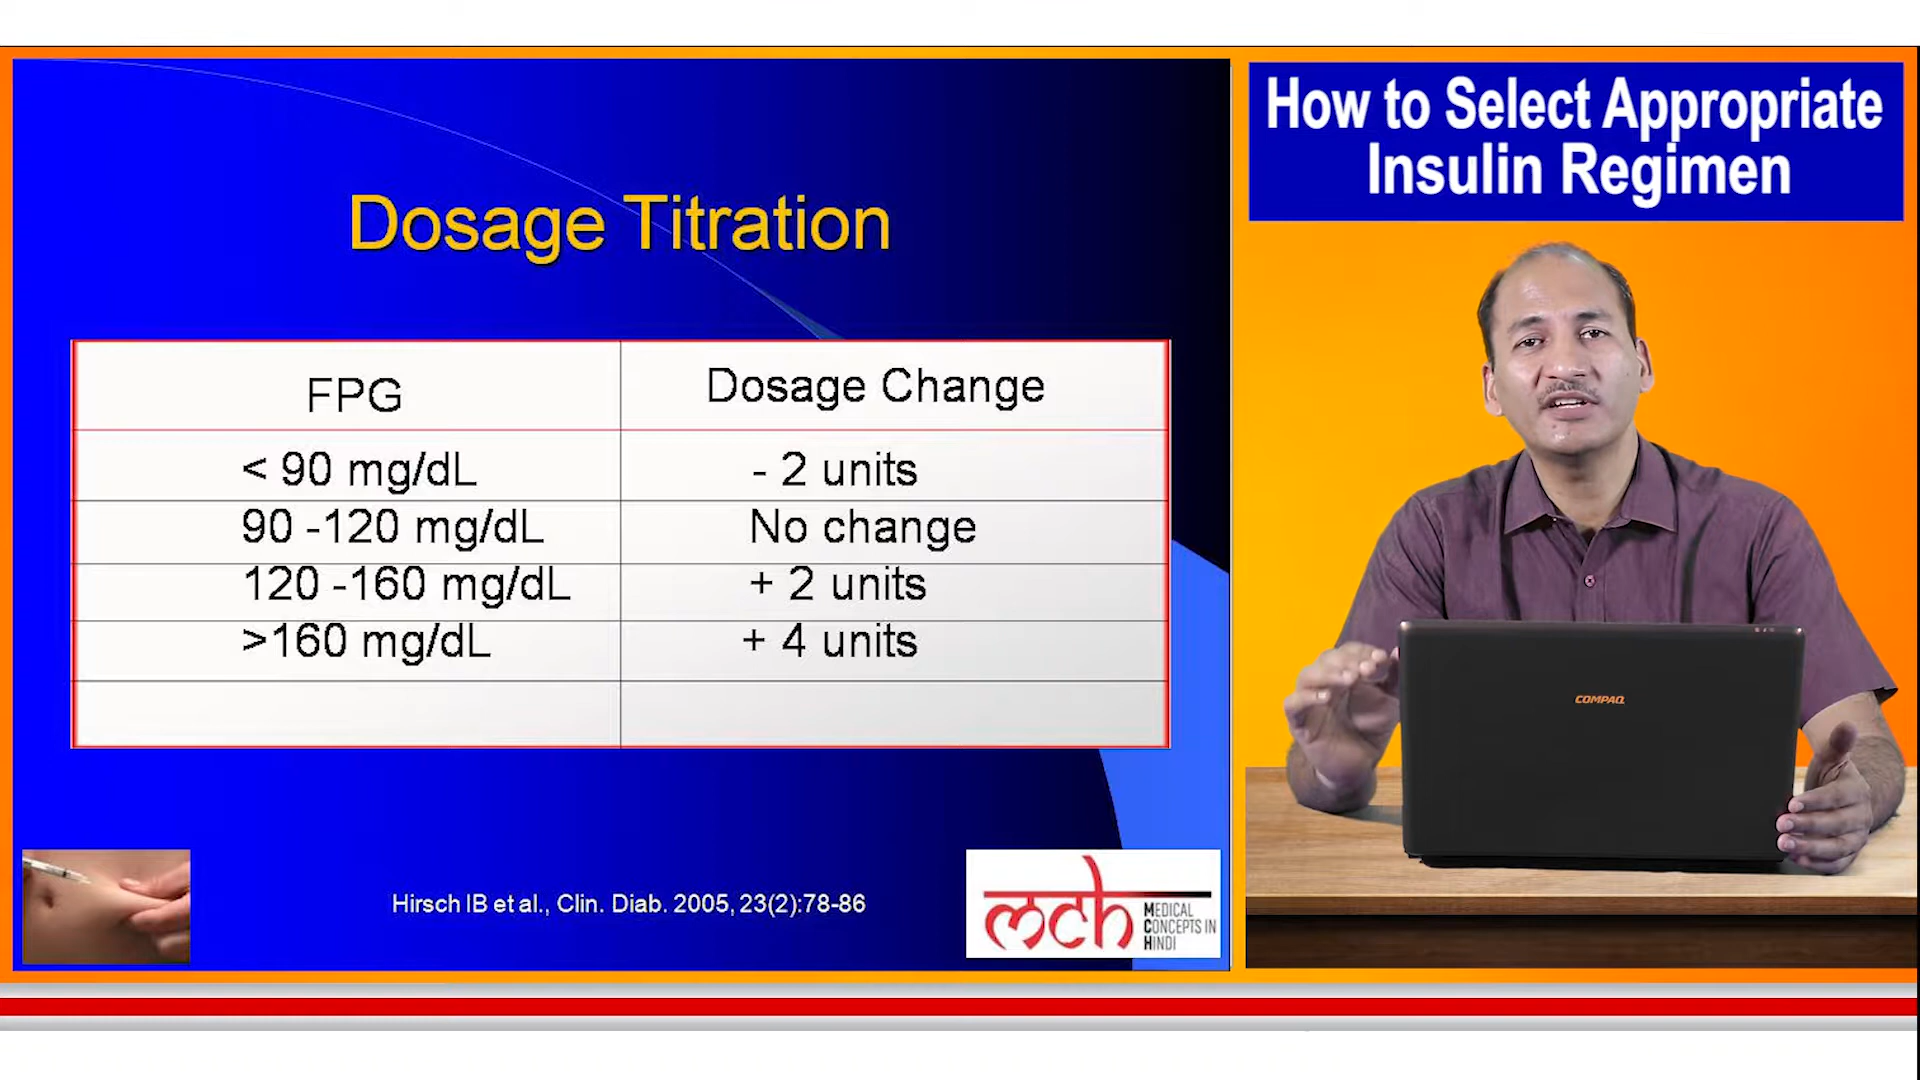 How to Select Appropriate
Insulin Regimen
Dosage Titration
FPG Dosage Change
< 90 mg/dL - 2 units
90 -120 mg/dL No change
120 -160 mg/dL + 2 units
>160 mg/dL + 4 units
COMPAQ
Hirsch IB et al., Clin. Diab. 2005, 23(2):78-86
mch
MEDICAL
CONCEPTS IN
HINDI